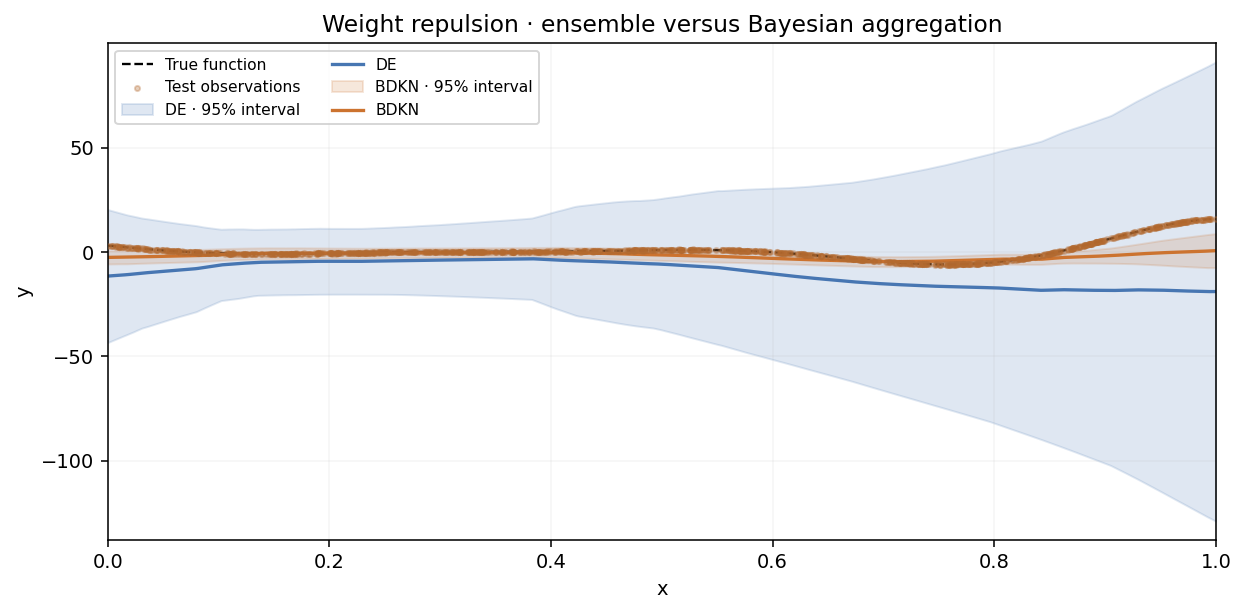 Weight repulsion · ensemble versus Bayesian aggregation
True function
Test observations
DE · 95% interval
DE
BDKN · 95% interval
BDKN
y
50
0
−50
−100
0.0
0.2
0.4
0.6
0.8
1.0
x